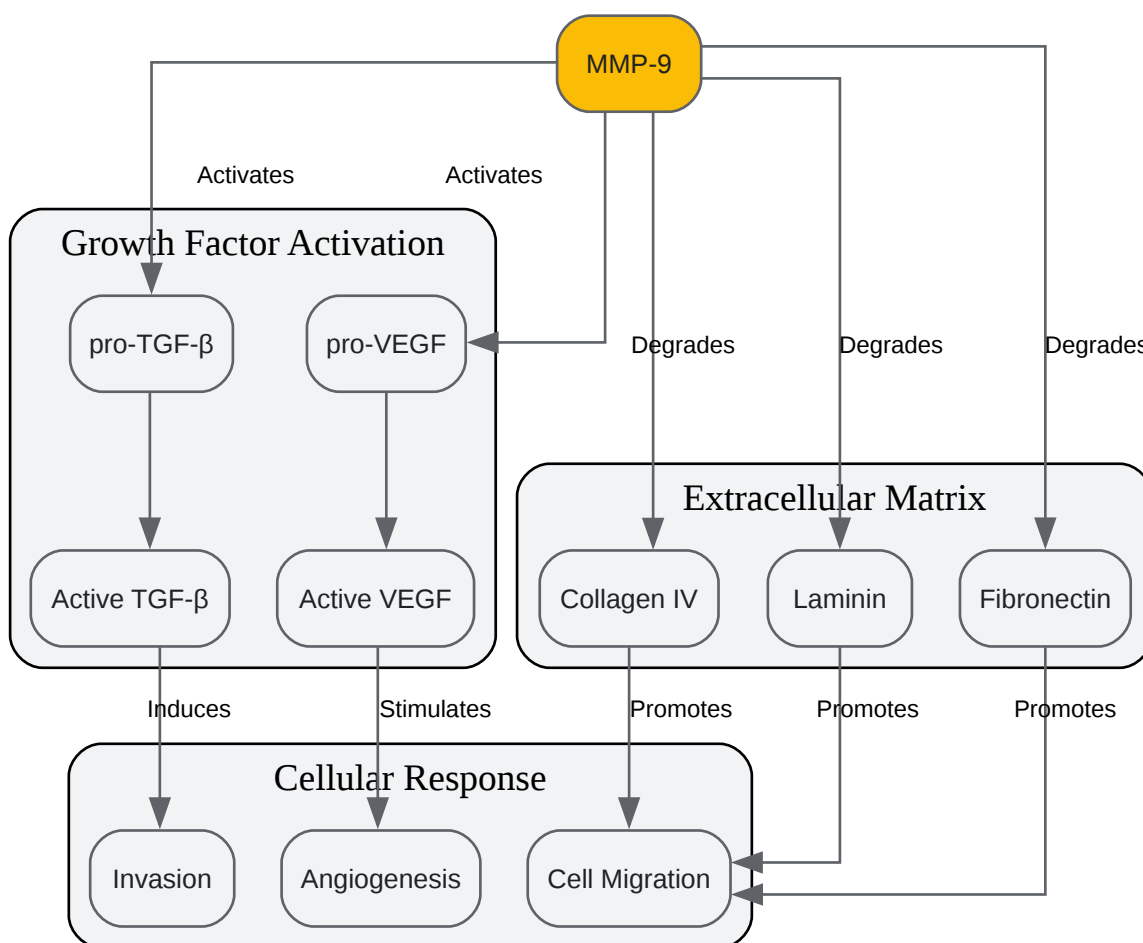 MMP-9
Activates
Activates
Growth Factor Activation
pro-TGF-β
pro-VEGF
Degrades
Degrades
Degrades
Extracellular Matrix
Active TGF-β
Active VEGF
Collagen IV
Laminin
Fibronectin
Induces
Stimulates
Promotes
Promotes
Promotes
Cellular Response
Invasion
Angiogenesis
Cell Migration